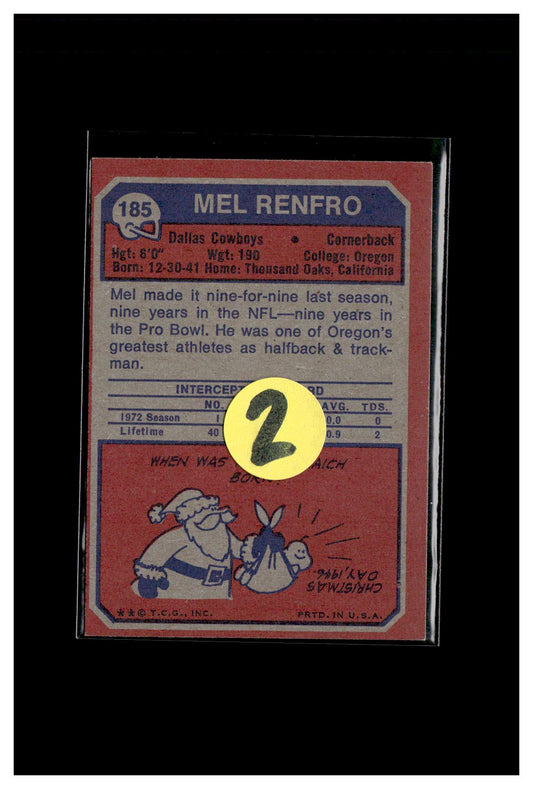 185
MEL RENFRO
Dallas Cowboys • Cornerback
Hgt: 6'0" Wgt: 190 College: Oregon
Born: 12-30-41 Home: Thousand Oaks, California
Mel made it nine-for-nine last season,
nine years in the NFL—nine years in
the Pro Bowl. He was one of Oregon's
greatest athletes as halfback & track-
man.
NO. AVG. TDS.
1972 Season 1 0
Lifetime 40 2
2
WHEN WAS
CHRISTMAS
DAY, 1946.
**© T.C.G., INC. PRTD. IN U.S.A.